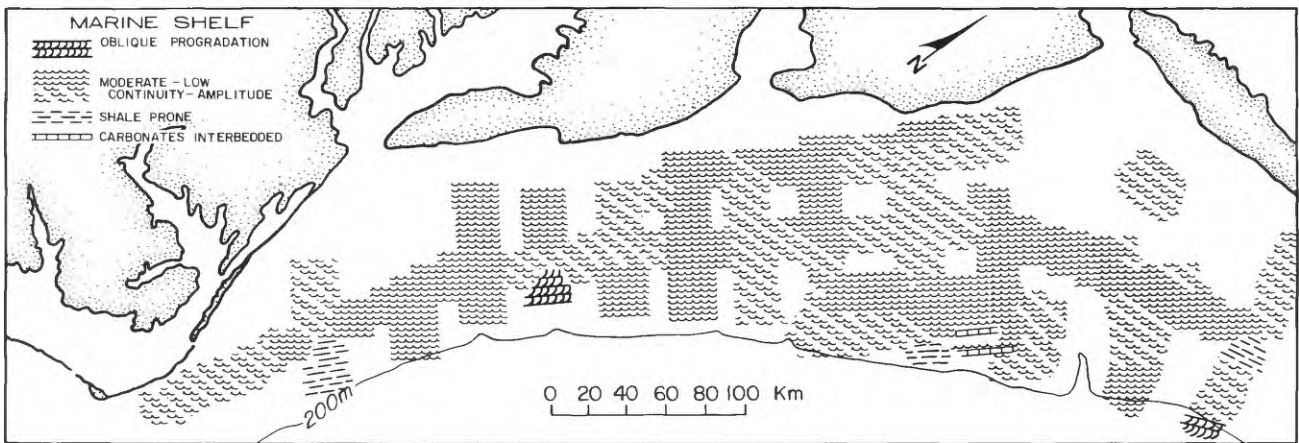 MARINE SHELF
OBLIQUE PROGRADATION
MODERATE - LOW
CONTINUITY - AMPLITUDE
SHALE PRONE
CARBONATES INTERBEDDED
N
200m
0 20 40 60 80 100 Km